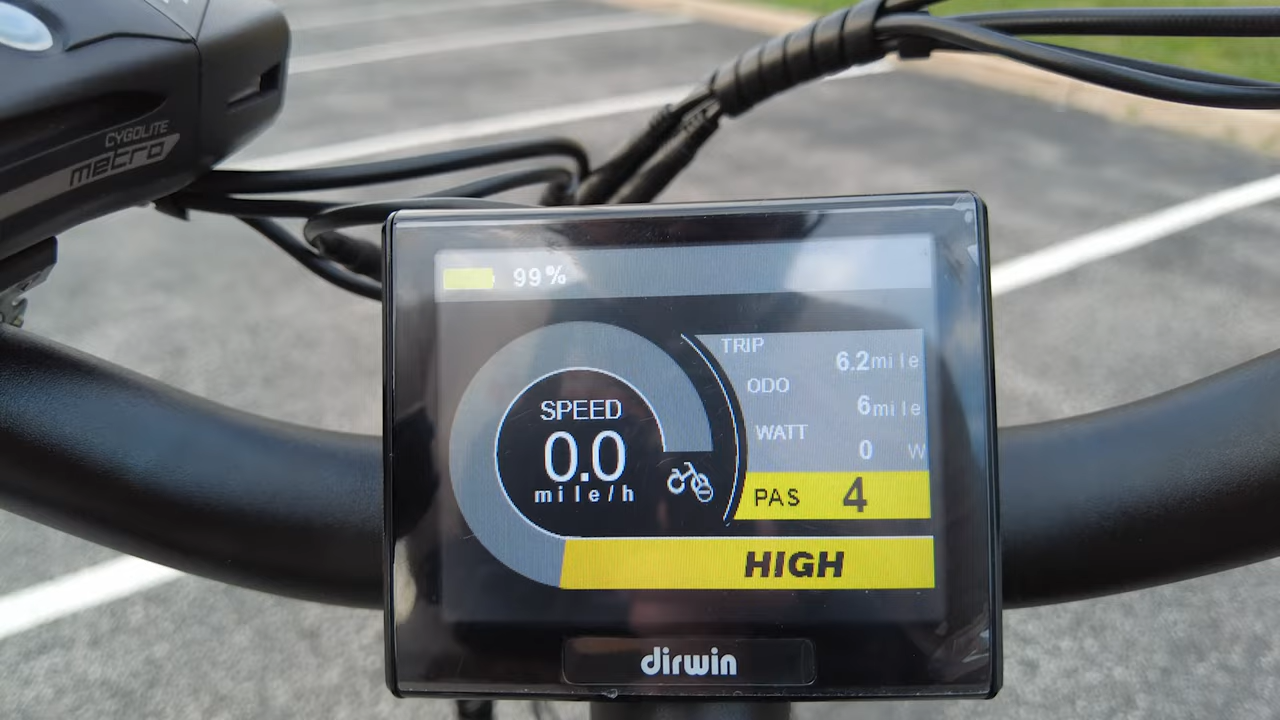 CYGOLITE
metro
99%
SPEED
0.0
mile/h
TRIP
6.2mile
ODO
6mile
WATT
0 W
PAS 4
HIGH
dirwin